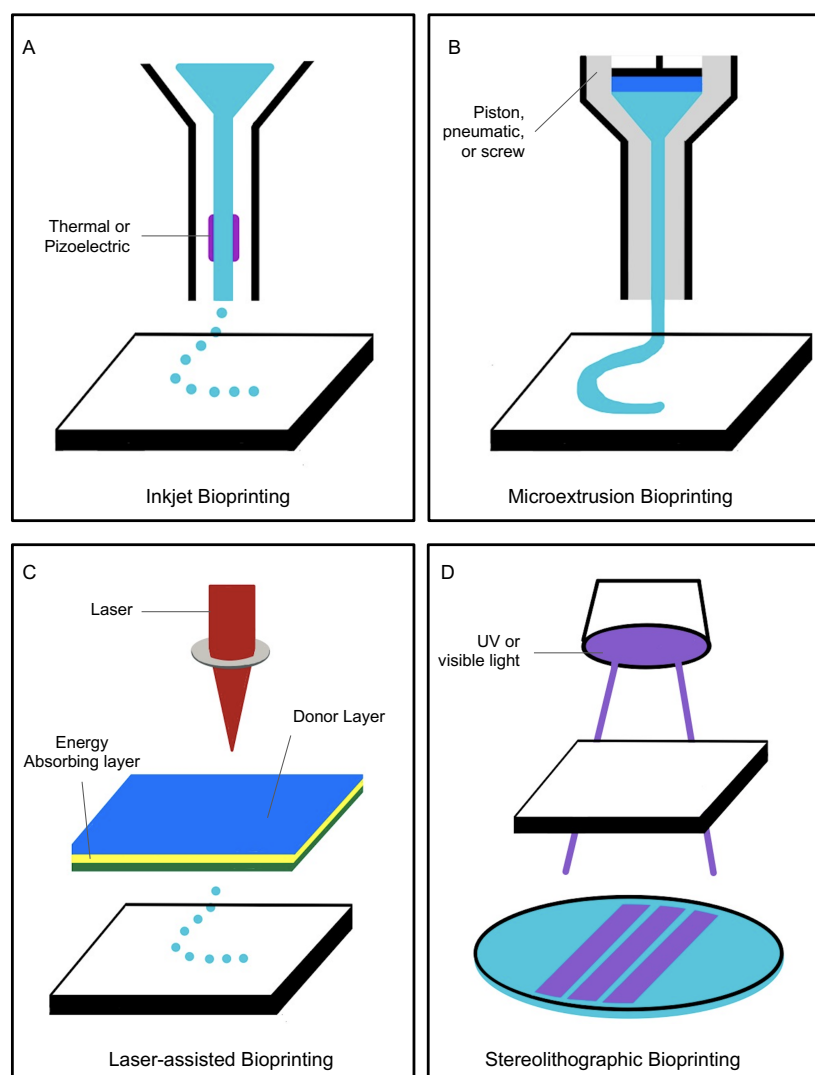 A
Thermal or
Pizoelectric
Inkjet Bioprinting
B
Piston,
pneumatic,
or screw
Microextrusion Bioprinting
C
Laser
Donor Layer
Energy
Absorbing layer
Laser-assisted Bioprinting
D
UV or
visible light
Stereolithographic Bioprinting